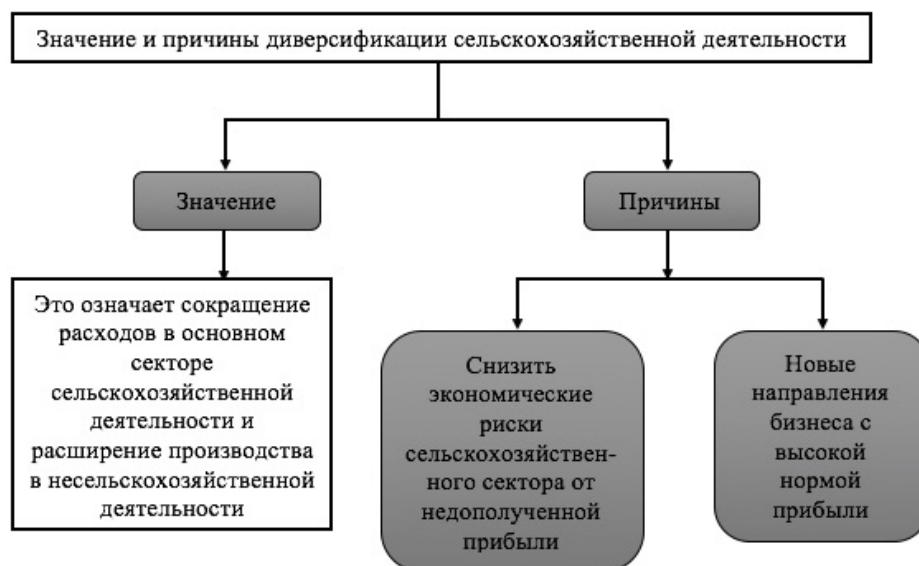 Значение и причины диверсификации сельскохозяйственной деятельности
Значение
Причины
Это означает сокращение
расходов в основном
секторе
сельскохозяйственной
деятельности и
расширение производства
в несельскохозяйственной
деятельности
Снизить
экономические
риски
сельскохозяйствен-
ного сектора от
недополученной
прибыли
Новые
направления
бизнеса с
высокой
нормой
прибыли